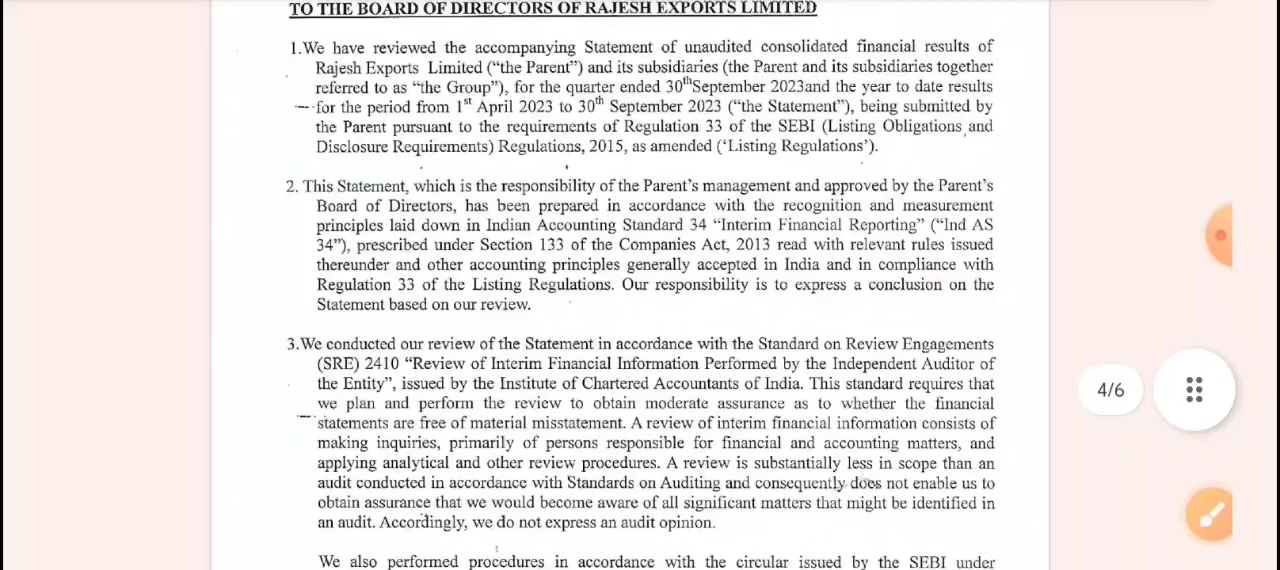 TO THE BOARD OF DIRECTORS OF RAJESH EXPORTS LIMITED
1.We have reviewed the accompanying Statement of unaudited consolidated financial results of
Rajesh Exports Limited (“the Parent”) and its subsidiaries (the Parent and its subsidiaries together
referred to as “the Group”), for the quarter ended 30thSeptember 2023and the year to date results
for the period from 1st April 2023 to 30th September 2023 (“the Statement”), being submitted by
the Parent pursuant to the requirements of Regulation 33 of the SEBI (Listing Obligations and
Disclosure Requirements) Regulations, 2015, as amended (‘Listing Regulations’).
2. This Statement, which is the responsibility of the Parent’s management and approved by the Parent’s
Board of Directors, has been prepared in accordance with the recognition and measurement
principles laid down in Indian Accounting Standard 34 “Interim Financial Reporting” (“Ind AS
34”), prescribed under Section 133 of the Companies Act, 2013 read with relevant rules issued
thereunder and other accounting principles generally accepted in India and in compliance with
Regulation 33 of the Listing Regulations. Our responsibility is to express a conclusion on the
Statement based on our review.
3.We conducted our review of the Statement in accordance with the Standard on Review Engagements
(SRE) 2410 “Review of Interim Financial Information Performed by the Independent Auditor of
the Entity”, issued by the Institute of Chartered Accountants of India. This standard requires that
we plan and perform the review to obtain moderate assurance as to whether the financial
statements are free of material misstatement. A review of interim financial information consists of
making inquiries, primarily of persons responsible for financial and accounting matters, and
applying analytical and other review procedures. A review is substantially less in scope than an
audit conducted in accordance with Standards on Auditing and consequently does not enable us to
obtain assurance that we would become aware of all significant matters that might be identified in
an audit. Accordingly, we do not express an audit opinion.
We also performed procedures in accordance with the circular issued by the SEBI under
4/6